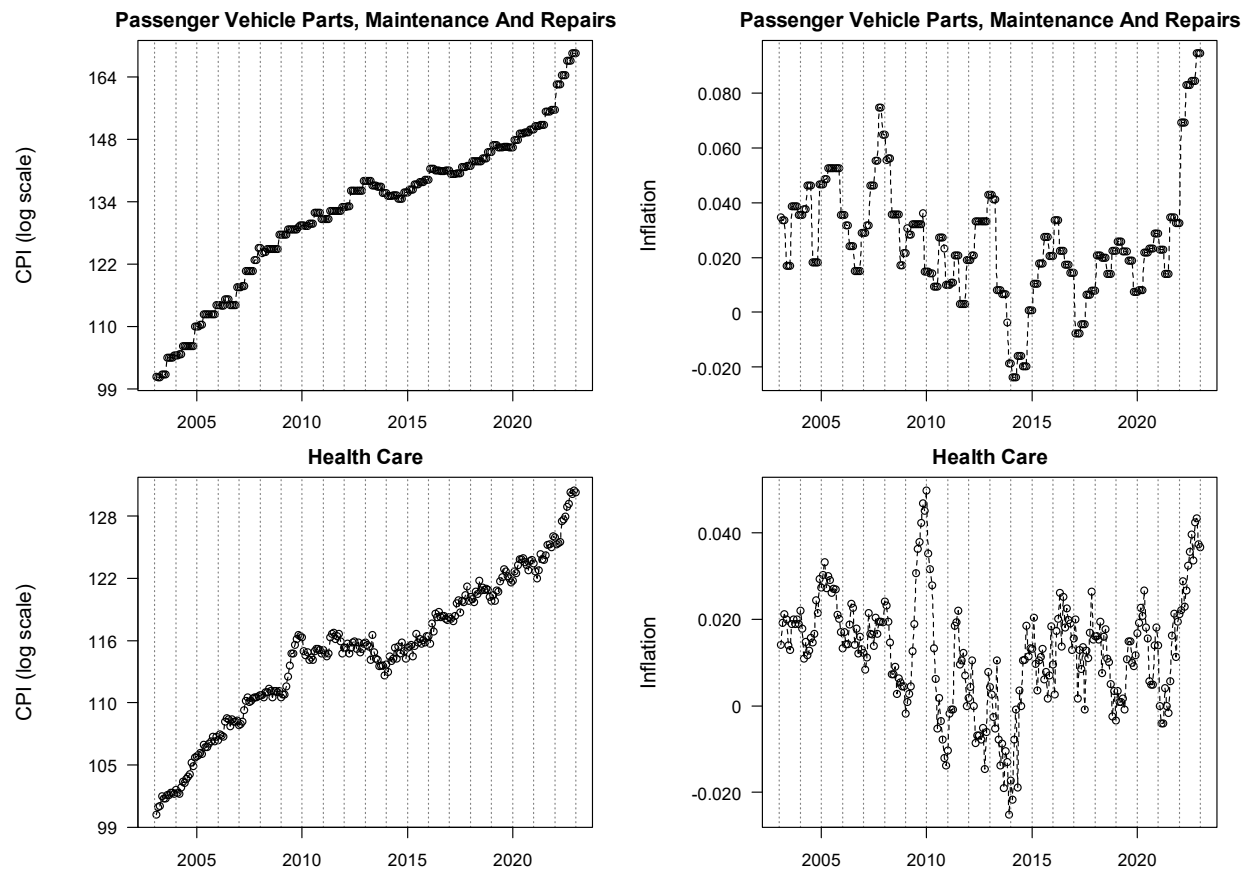 Passenger Vehicle Parts, Maintenance And Repairs
CPI (log scale)
164
148
134
122
110
99
2005 2010 2015 2020
Passenger Vehicle Parts, Maintenance And Repairs
Inflation
0.080
0.060
0.040
0.020
0
-0.020
2005 2010 2015 2020
Health Care
CPI (log scale)
128
122
116
110
105
99
2005 2010 2015 2020
Health Care
Inflation
0.040
0.020
0
-0.020
2005 2010 2015 2020